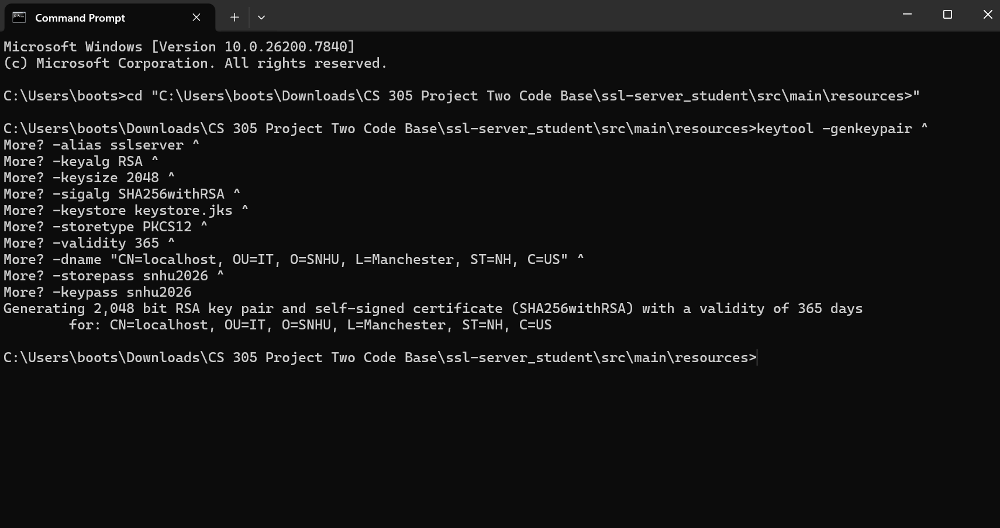 Command Prompt
Microsoft Windows [Version 10.0.26200.7840]
(c) Microsoft Corporation. All rights reserved.
C:\Users\boots>cd "C:\Users\boots\Downloads\CS 305 Project Two Code Base\ssl-server_student\src\main\resources>"
C:\Users\boots\Downloads\CS 305 Project Two Code Base\ssl-server_student\src\main\resources>keytool -genkeypair ^
More? -alias sslserver ^
More? -keyalg RSA ^
More? -keysize 2048 ^
More? -sigalg SHA256withRSA ^
More? -keystore keystore.jks ^
More? -storetype PKCS12 ^
More? -validity 365 ^
More? -dname "CN=localhost, OU=IT, O=SNHU, L=Manchester, ST=NH, C=US" ^
More? -storepass snhu2026 ^
More? -keypass snhu2026
Generating 2,048 bit RSA key pair and self-signed certificate (SHA256withRSA) with a validity of 365 days
        for: CN=localhost, OU=IT, O=SNHU, L=Manchester, ST=NH, C=US
C:\Users\boots\Downloads\CS 305 Project Two Code Base\ssl-server_student\src\main\resources>